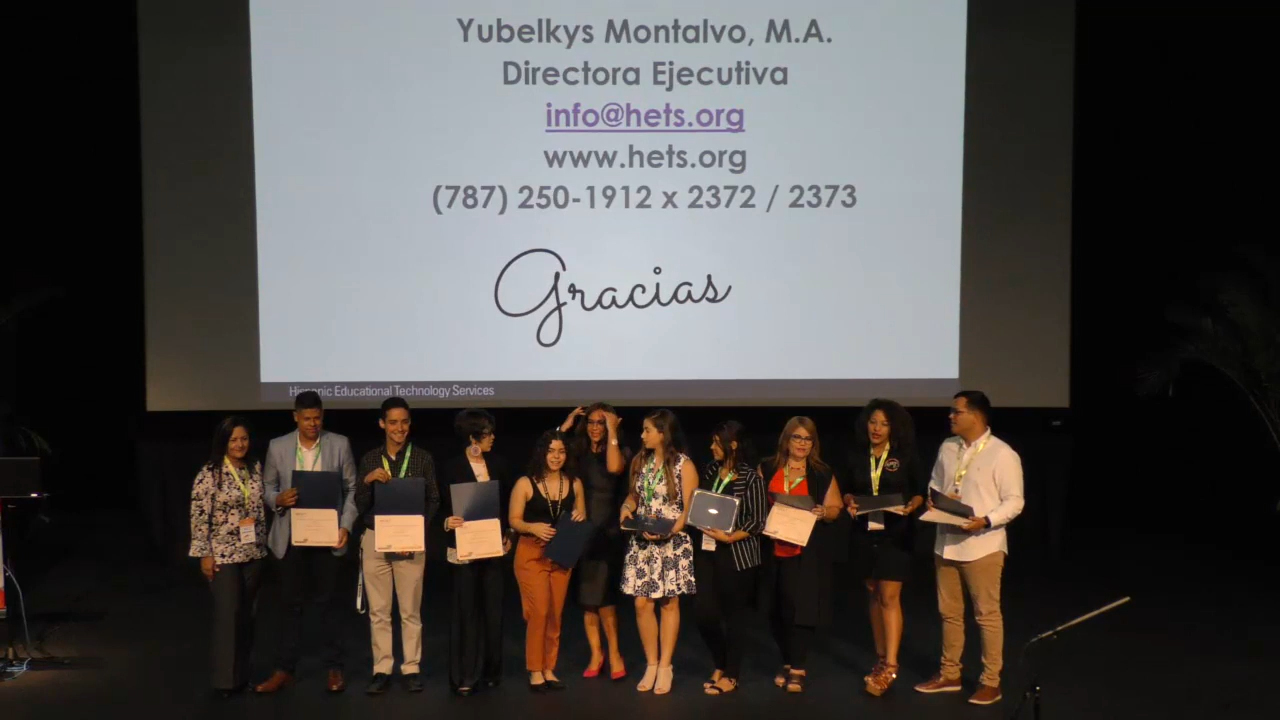 Yubelkys Montalvo, M.A.
Directora Ejecutiva
info@hets.org
www.hets.org
(787) 250-1912 x 2372 / 2373
Gracias
Hispanic Educational Technology Services